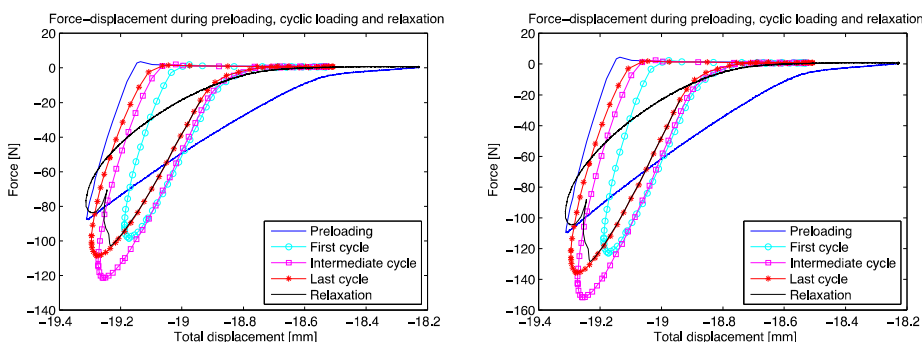 Force−displacement during preloading, cyclic loading and relaxation
20
0
−20
−40
−60
−80
−100
−120
−140
Force [N]
Preloading
First cycle
Intermediate cycle
Last cycle
Relaxation
−19.4 −19.2 −19 −18.8 −18.6 −18.4 −18.2
Total displacement [mm]
Force−displacement during preloading, cyclic loading and relaxation
20
0
−20
−40
−60
−80
−100
−120
−140
−160
Force [N]
Preloading
First cycle
Intermediate cycle
Last cycle
Relaxation
−19.4 −19.2 −19 −18.8 −18.6 −18.4 −18.2
Total displacement [mm]